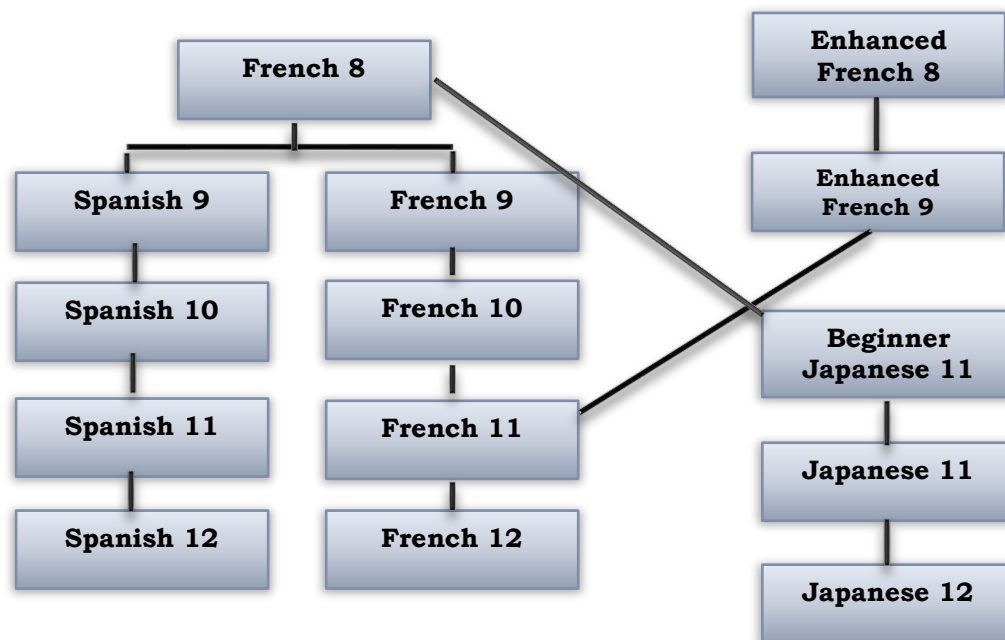 French 8
Enhanced
French 8
Spanish 9
French 9
Enhanced
French 9
Spanish 10
French 10
Beginner
Japanese 11
Spanish 11
French 11
Japanese 11
Spanish 12
French 12
Japanese 12